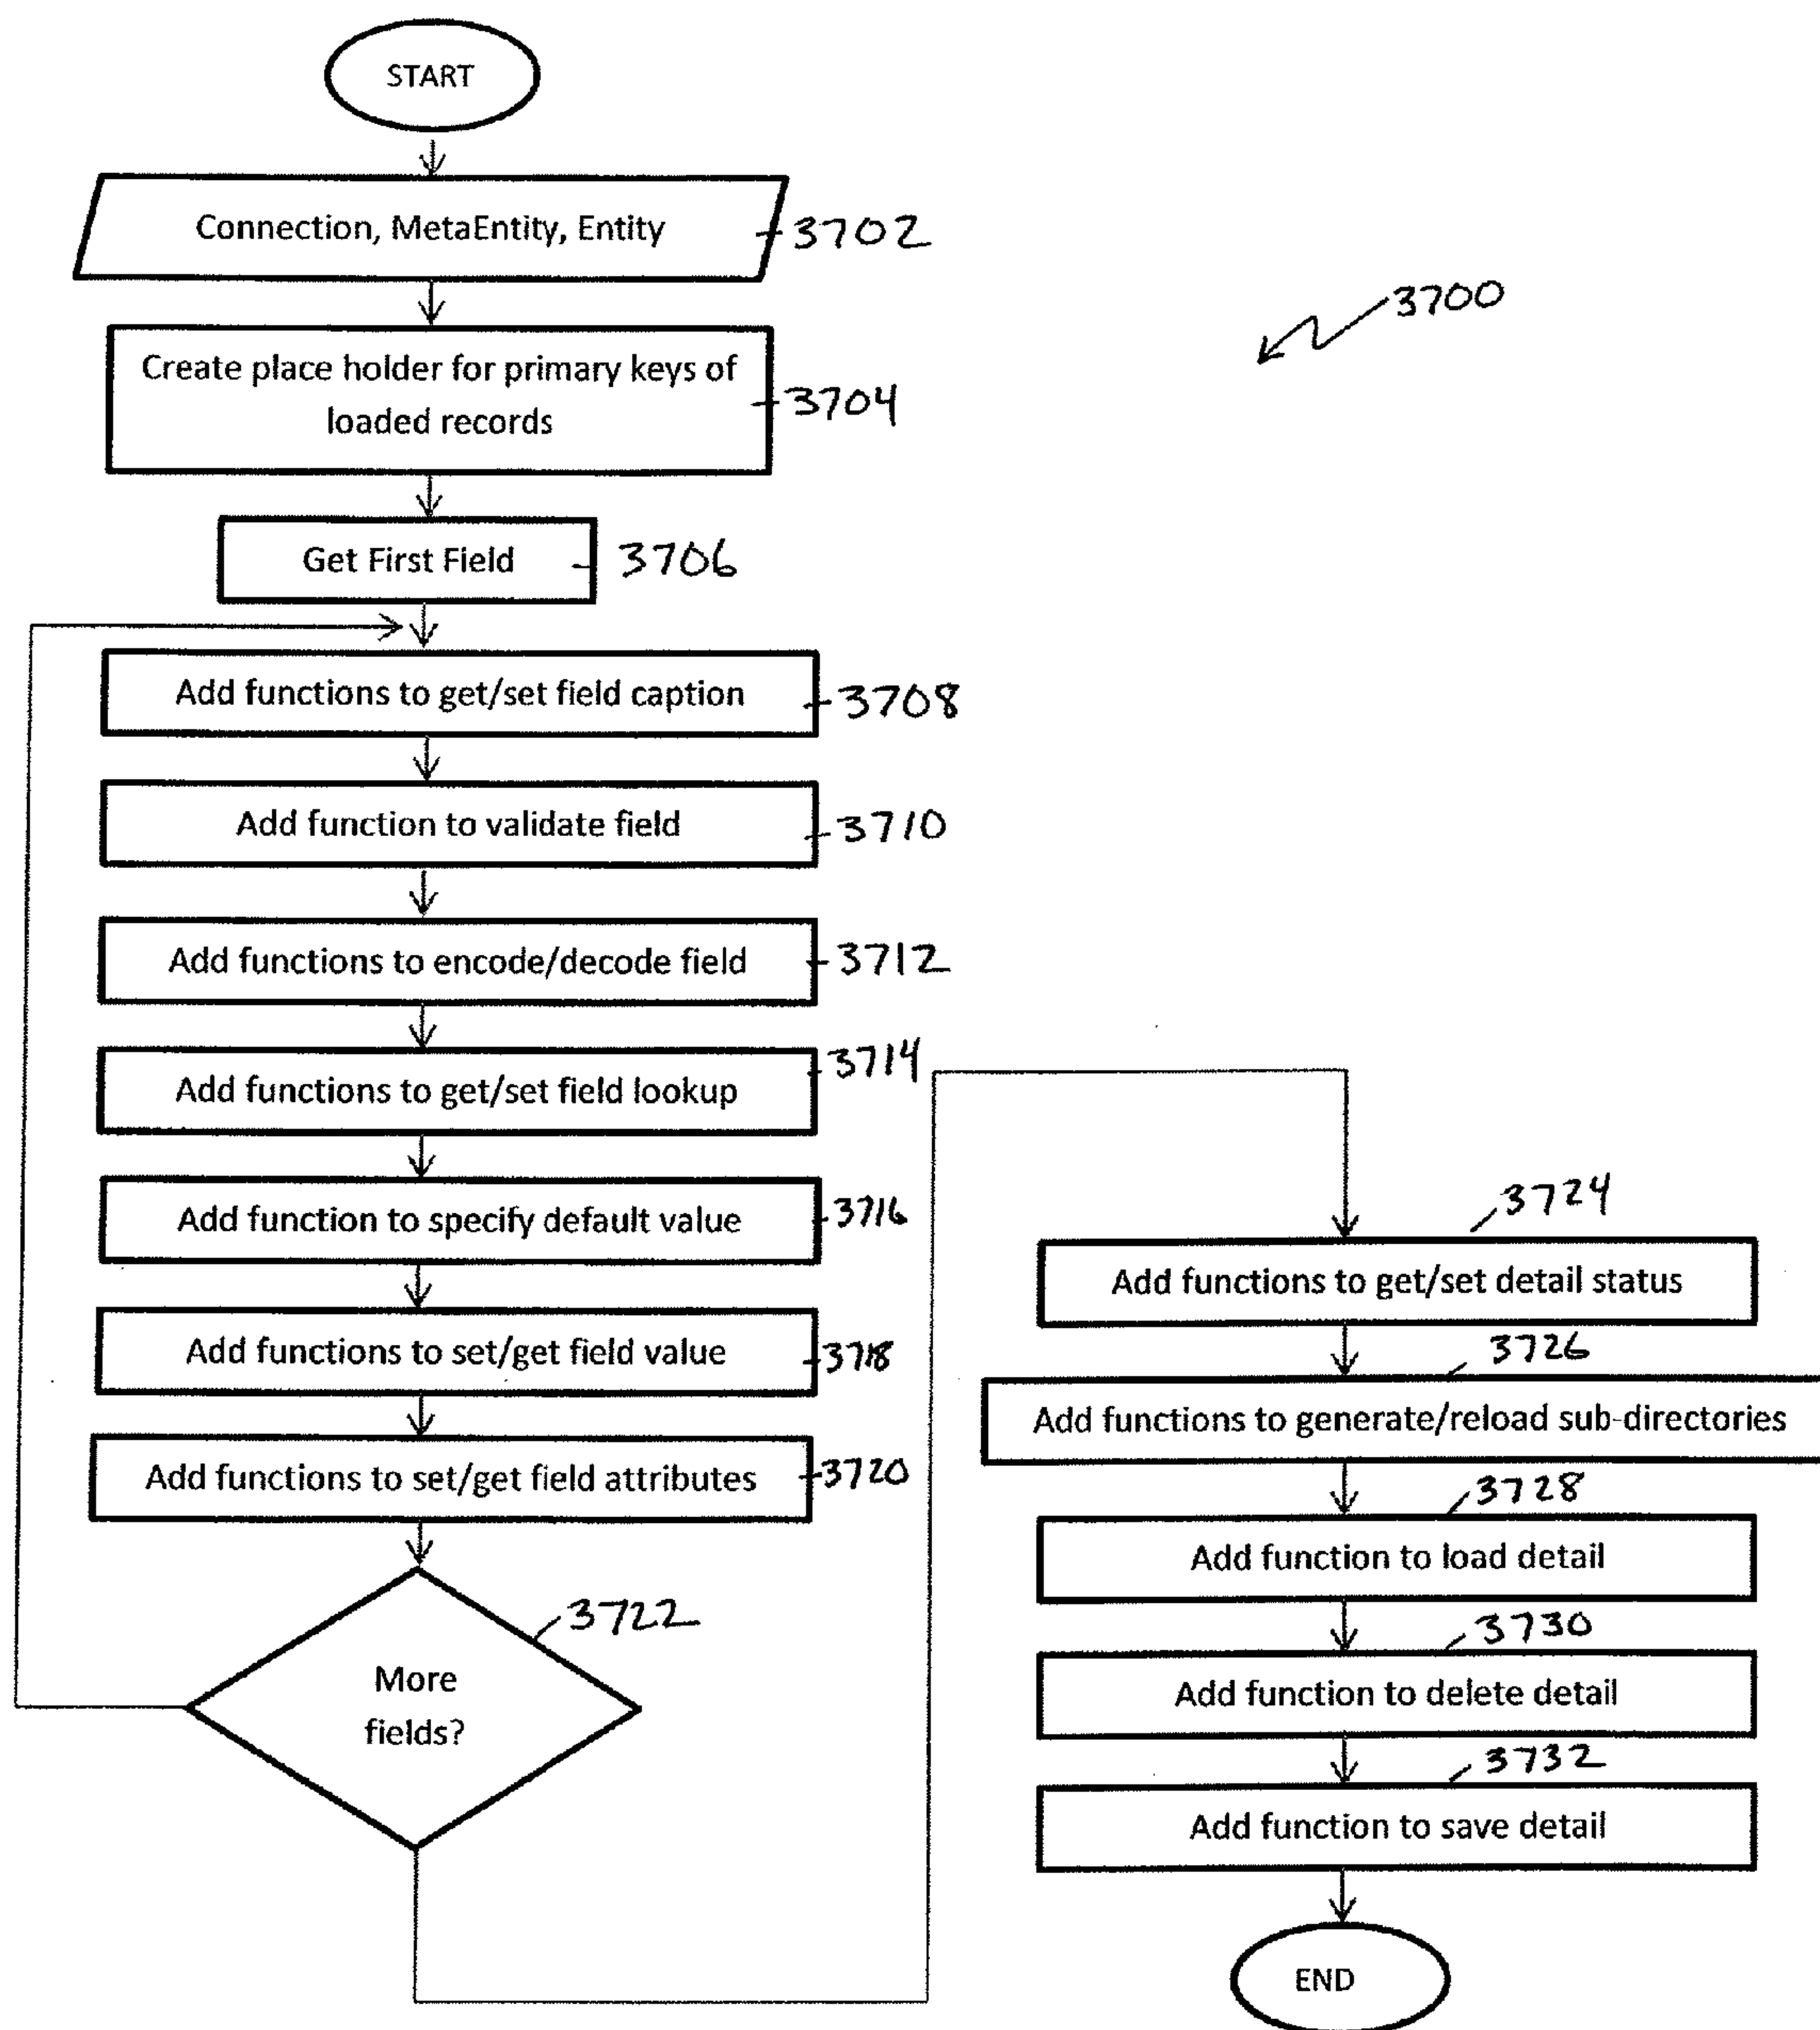 START
Connection, MetaEntity, Entity
3702
3700
Create place holder for primary keys of
loaded records
3704
Get First Field
3706
Add functions to get/set field caption
3708
Add function to validate field
3710
Add functions to encode/decode field
3712
Add functions to get/set field lookup
3714
Add function to specify default value
3716
Add functions to set/get field value
3718
Add functions to set/get field attributes
3720
More
fields?
3722
3724
Add functions to get/set detail status
3726
Add functions to generate/reload sub-directories
3728
Add function to load detail
3730
Add function to delete detail
3732
Add function to save detail
END